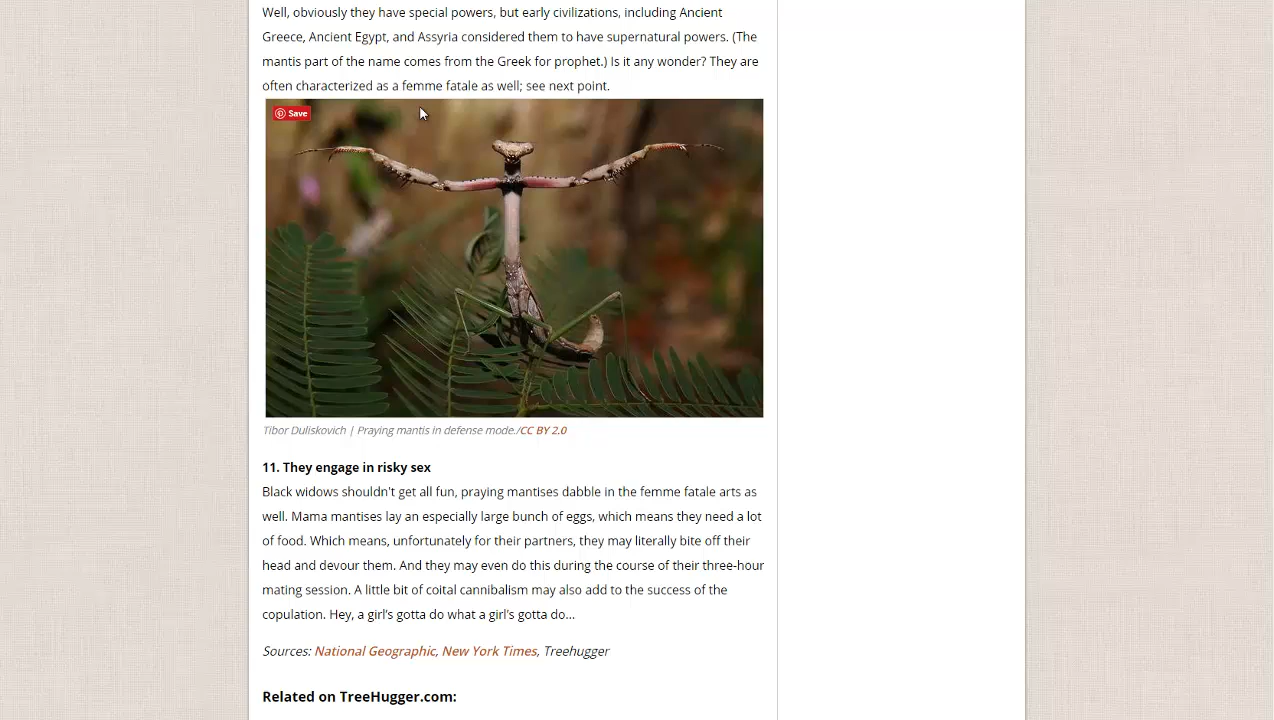 Well, obviously they have special powers, but early civilizations, including Ancient
Greece, Ancient Egypt, and Assyria considered them to have supernatural powers. (The
mantis part of the name comes from the Greek for prophet.) Is it any wonder? They are
often characterized as a femme fatale as well; see next point.
Save
Tibor Duliskovich | Praying mantis in defense mode./CC BY 2.0
11. They engage in risky sex
Black widows shouldn't get all fun, praying mantises dabble in the femme fatale arts as
well. Mama mantises lay an especially large bunch of eggs, which means they need a lot
of food. Which means, unfortunately for their partners, they may literally bite off their
head and devour them. And they may even do this during the course of their three-hour
mating session. A little bit of coital cannibalism may also add to the success of the
copulation. Hey, a girl's gotta do what a girl's gotta do...
Sources: National Geographic, New York Times, Treehugger
Related on TreeHugger.com: